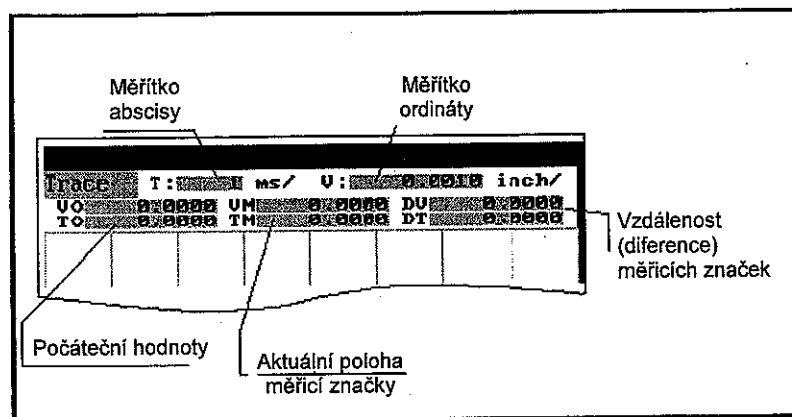 Měřítko
abscisy
Měřítko
ordináty
Trace T: 1 ms/ V: 0.0010 inch/
VO 0.0000 VM 0.0000 DV 0.0000
TO 0.0000 TM 0.0000 DT 0.0000
Vzdálenost
(diference)
měřicích značek
Počáteční hodnoty
Aktuální poloha
měřicí značky